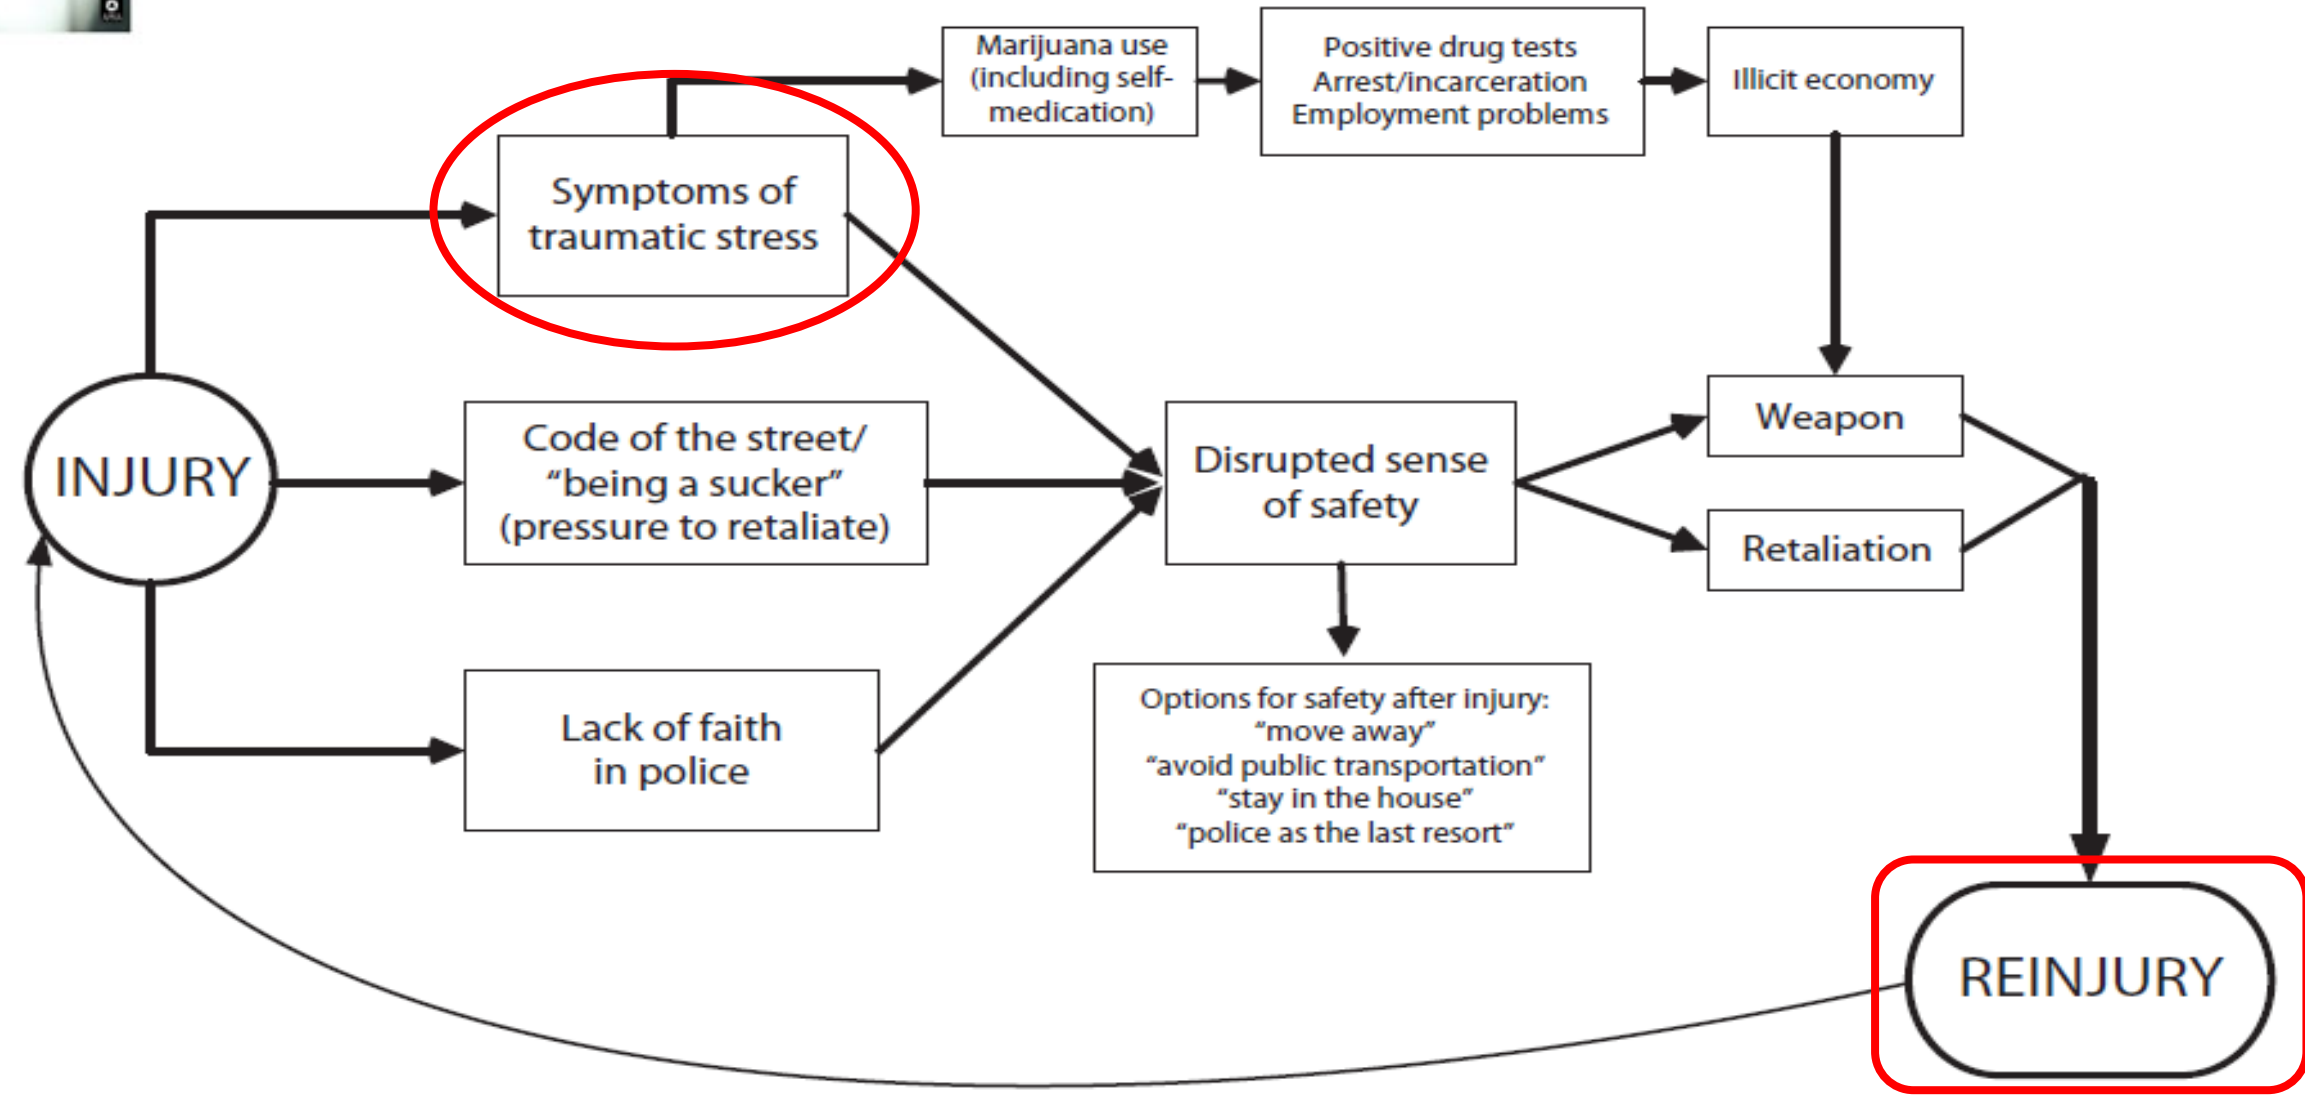 Marijuana use
(including self-
medication)
Positive drug tests
Arrest/incarceration
Employment problems
Illicit economy
Symptoms of
traumatic stress
INJURY
Code of the street/
“being a sucker”
(pressure to retaliate)
Disrupted sense
of safety
Weapon
Retaliation
Lack of faith
in police
Options for safety after injury:
“move away”
“avoid public transportation”
“stay in the house”
“police as the last resort”
REINJURY